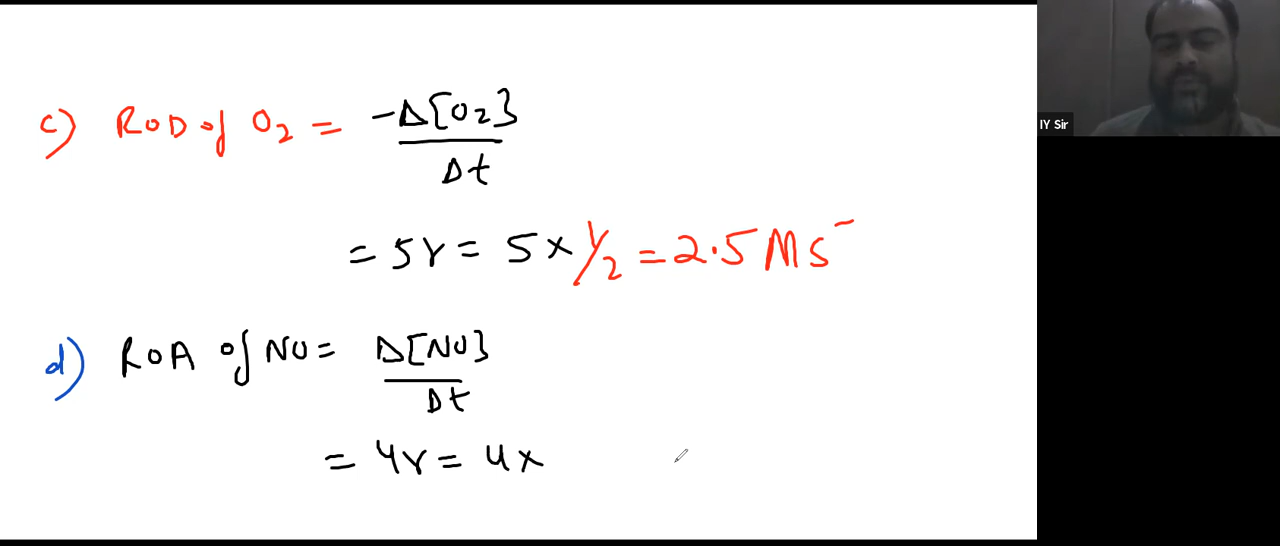 c) ROD of O2 = -Δ[O2]/Δt
= 5r = 5 x 1/2 = 2.5 Ms⁻
d) ROA of NO = Δ[NO]/Δt
= 4r = 4x
IY Sir